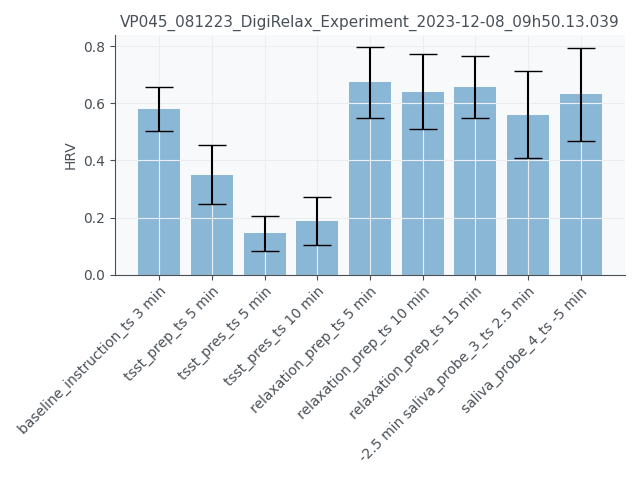 VP045_081223_DigiRelax_Experiment_2023-12-08_09h50.13.039
HRV
0.8
0.6
0.4
0.2
0.0
baseline_instruction_ts 3 min
tsst_prep_ts 5 min
tsst_pres_ts 5 min
tsst_pres_ts 10 min
relaxation_prep_ts 5 min
relaxation_prep_ts 10 min
relaxation_prep_ts 15 min
-2.5 min saliva_probe_3_ts 2.5 min
saliva_probe_4_ts -5 min